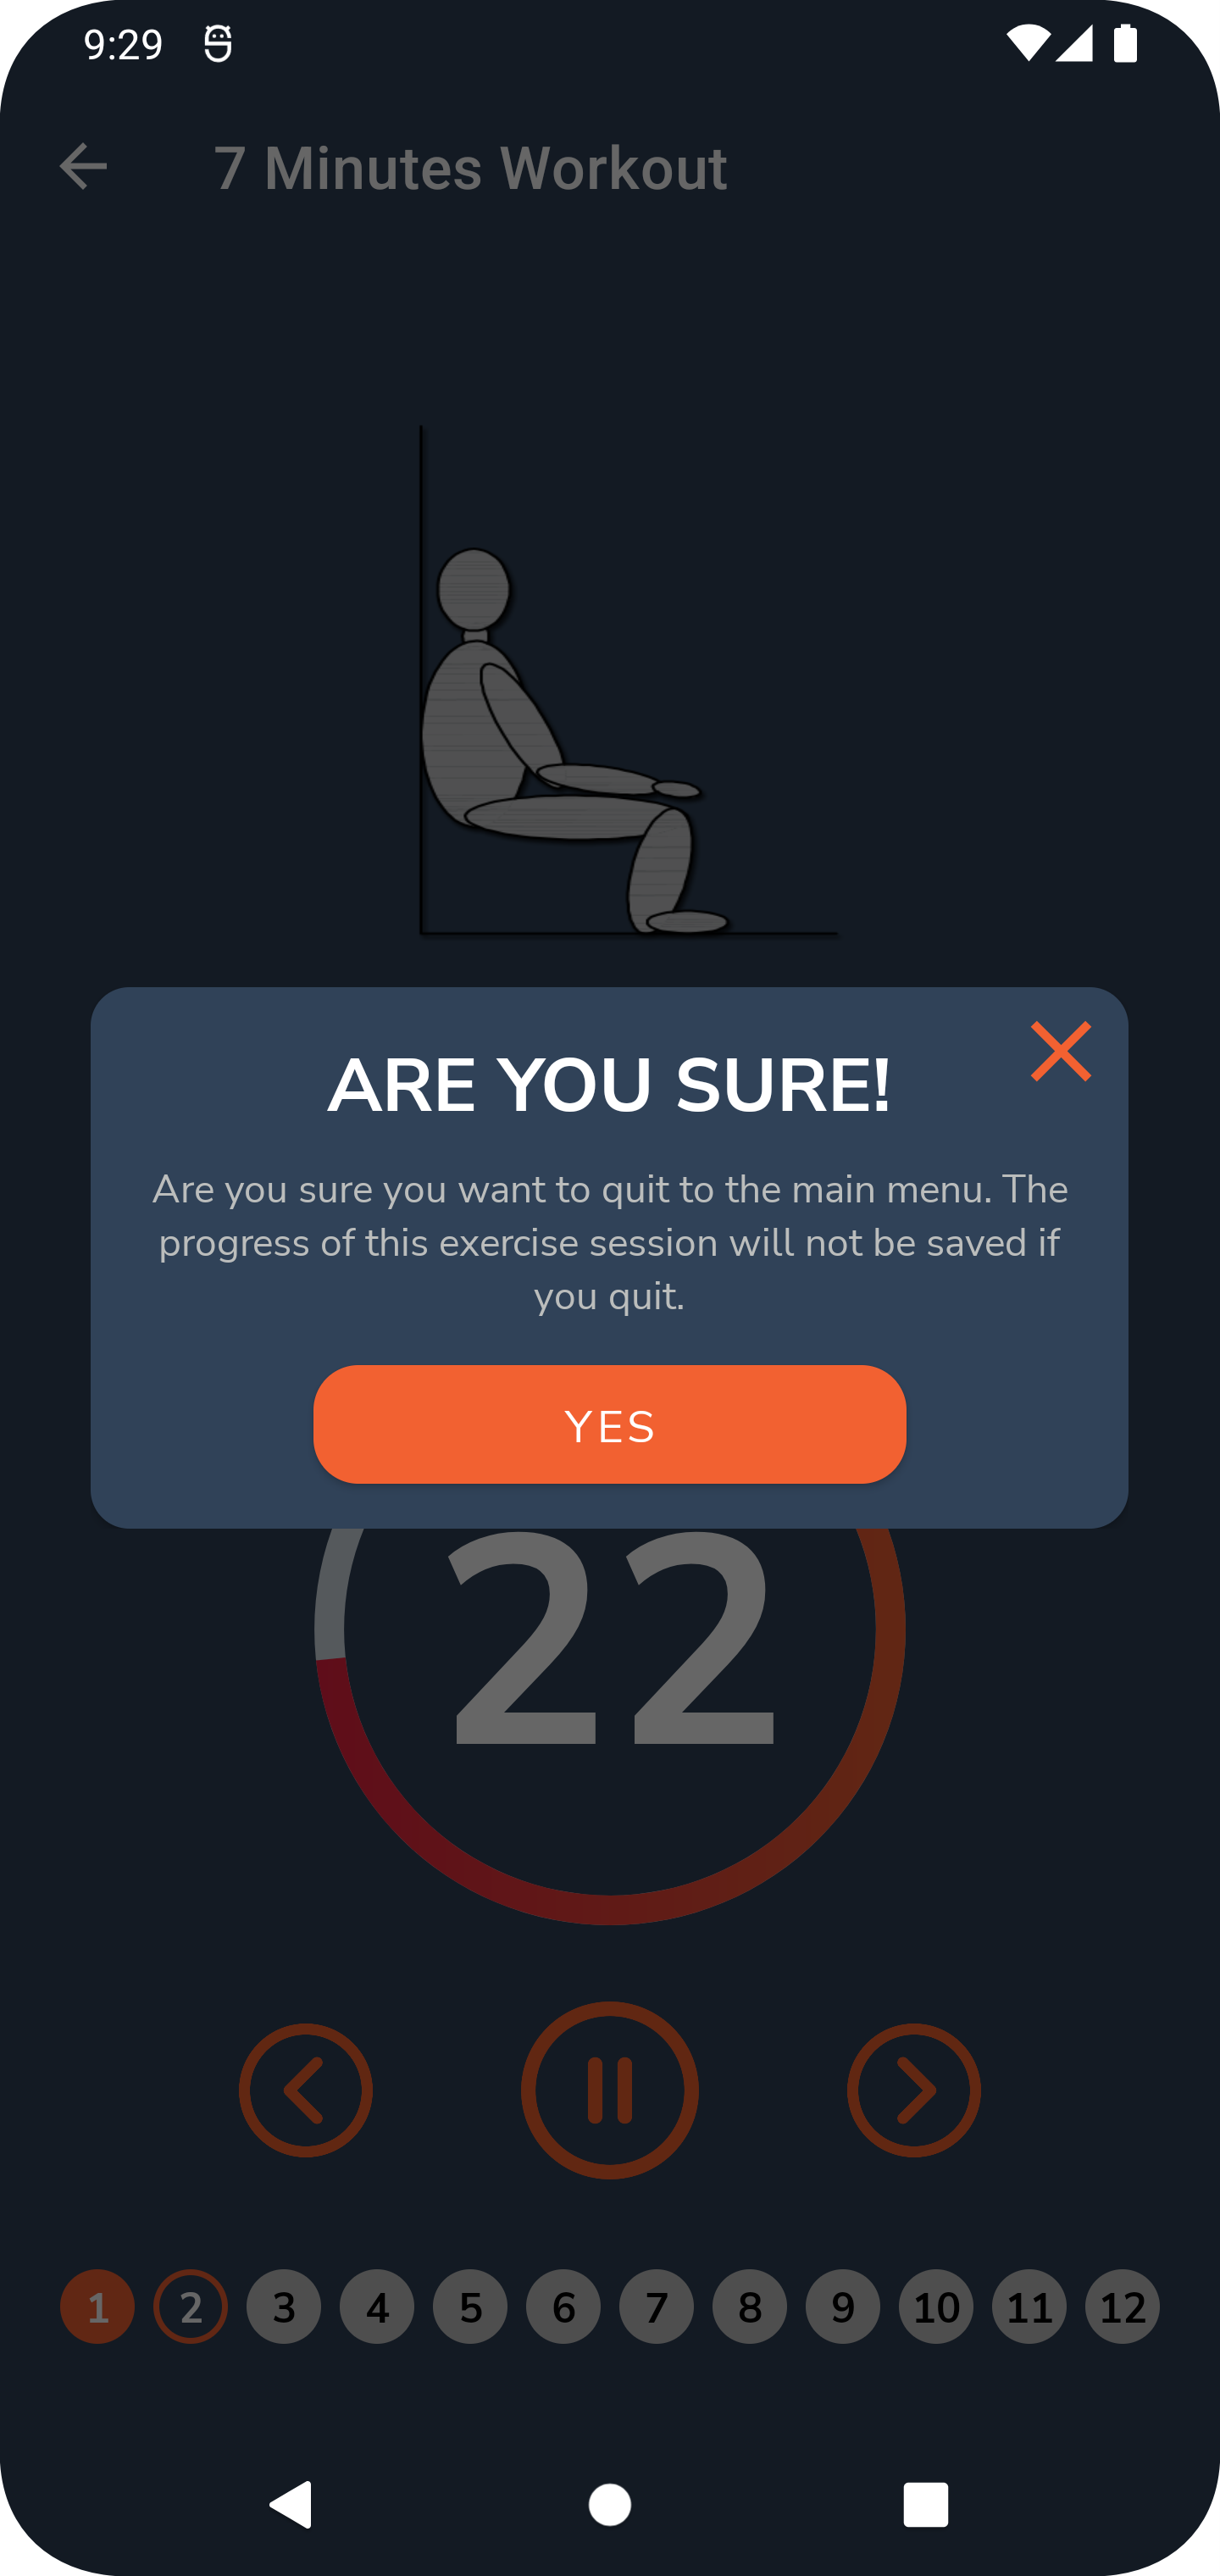 9:29
7 Minutes Workout
ARE YOU SURE!
Are you sure you want to quit to the main menu. The
progress of this exercise session will not be saved if
you quit.
YES
22
1 2 3 4 5 6 7 8 9 10 11 12